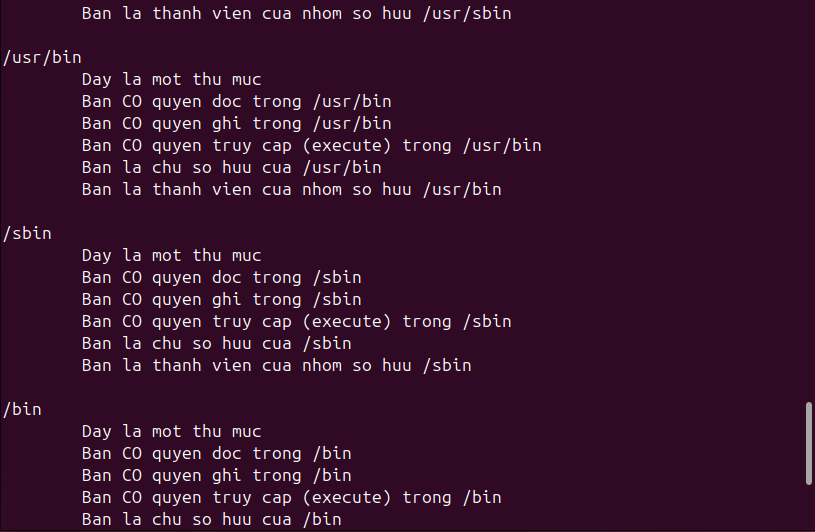 Ban la thanh vien cua nhom so huu /usr/sbin
/usr/bin
Day la mot thu muc
Ban CO quyen doc trong /usr/bin
Ban CO quyen ghi trong /usr/bin
Ban CO quyen truy cap (execute) trong /usr/bin
Ban la chu so huu cua /usr/bin
Ban la thanh vien cua nhom so huu /usr/bin
/sbin
Day la mot thu muc
Ban CO quyen doc trong /sbin
Ban CO quyen ghi trong /sbin
Ban CO quyen truy cap (execute) trong /sbin
Ban la chu so huu cua /sbin
Ban la thanh vien cua nhom so huu /sbin
/bin
Day la mot thu muc
Ban CO quyen doc trong /bin
Ban CO quyen ghi trong /bin
Ban CO quyen truy cap (execute) trong /bin
Ban la chu so huu cua /bin